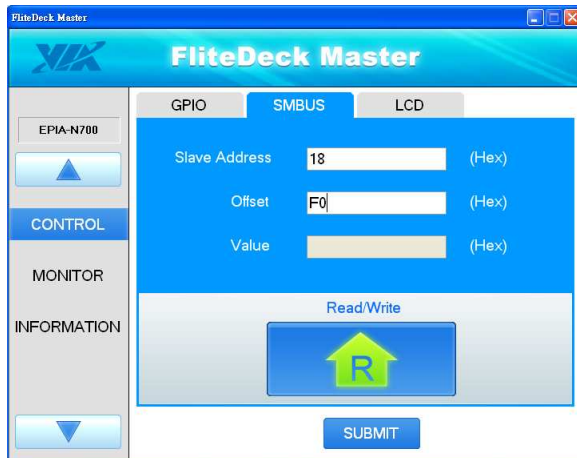 FliteDeck Master
VIA
FliteDeck Master
EPIA-N700
CONTROL
MONITOR
INFORMATION
GPIO
SMBUS
LCD
Slave Address 18 (Hex)
Offset F0 (Hex)
Value (Hex)
Read/Write
R
SUBMIT